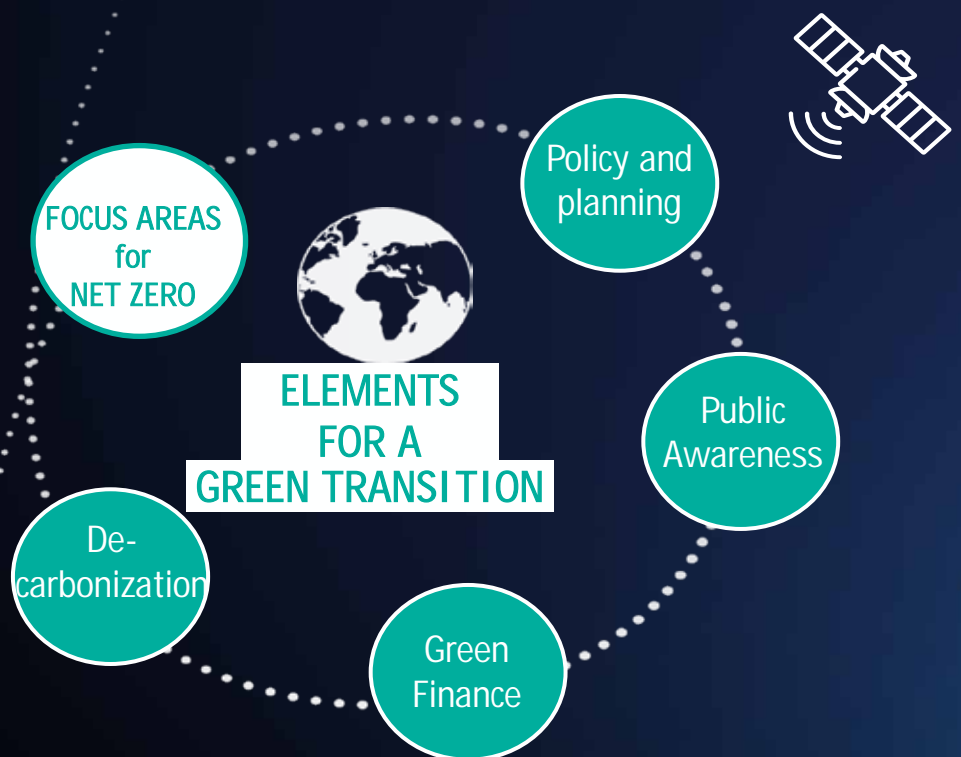 FOCUS AREAS
for
NET ZERO
Policy and
planning
ELEMENTS
FOR A
GREEN TRANSITION
Public
Awareness
De-
carbonization
Green
Finance